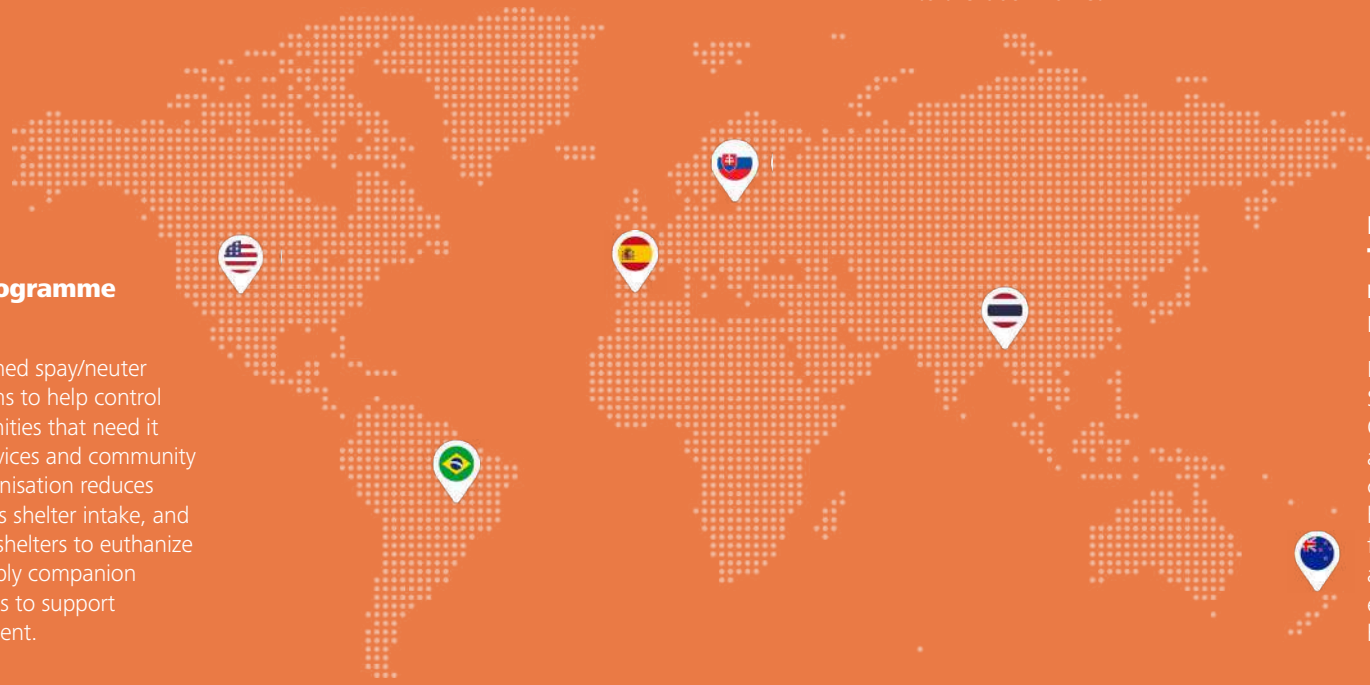 ogramme
ned spay/neuter
ns to help control
nities that need it
vices and community
nisation reduces
s shelter intake, and
shelters to euthanize
ply companion
s to support
ent.